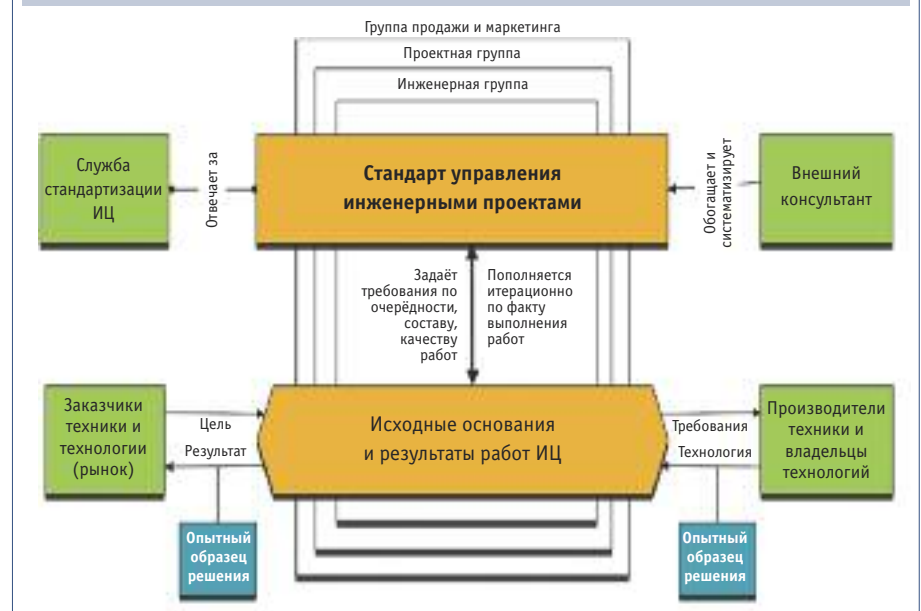 Группа продажи и маркетинга
Проектная группа
Инженерная группа
Служба
стандартизации
ИЦ
Отвечает за
Стандарт управления
инженерными проектами
Обогащает и
систематизирует
Внешний
консультант
Задаёт
требования по
очерёдности,
составу,
качеству
работ
Пополняется
итерационно
по факту
выполнения
работ
Заказчики
техники и
технологии
(рынок)
Цель
Результат
Исходные основания
и результаты работ ИЦ
Требования
Технология
Производители
техники и
владельцы
технологий
Опытный
образец
решения
Опытный
образец
решения